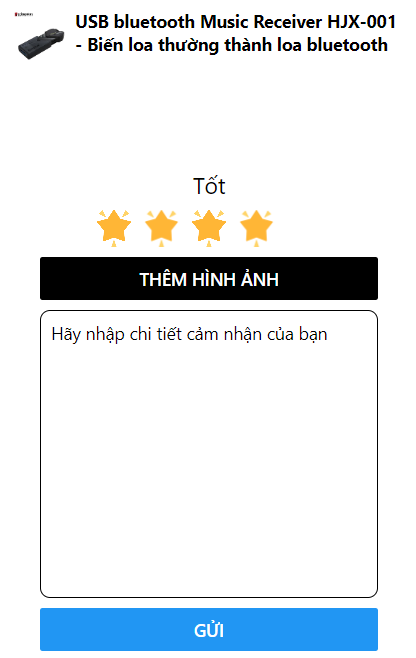 USB bluetooth Music Receiver HJX-001
- Biến loa thường thành loa bluetooth
Tốt
THÊM HÌNH ẢNH
Hãy nhập chi tiết cảm nhận của bạn
GỬI